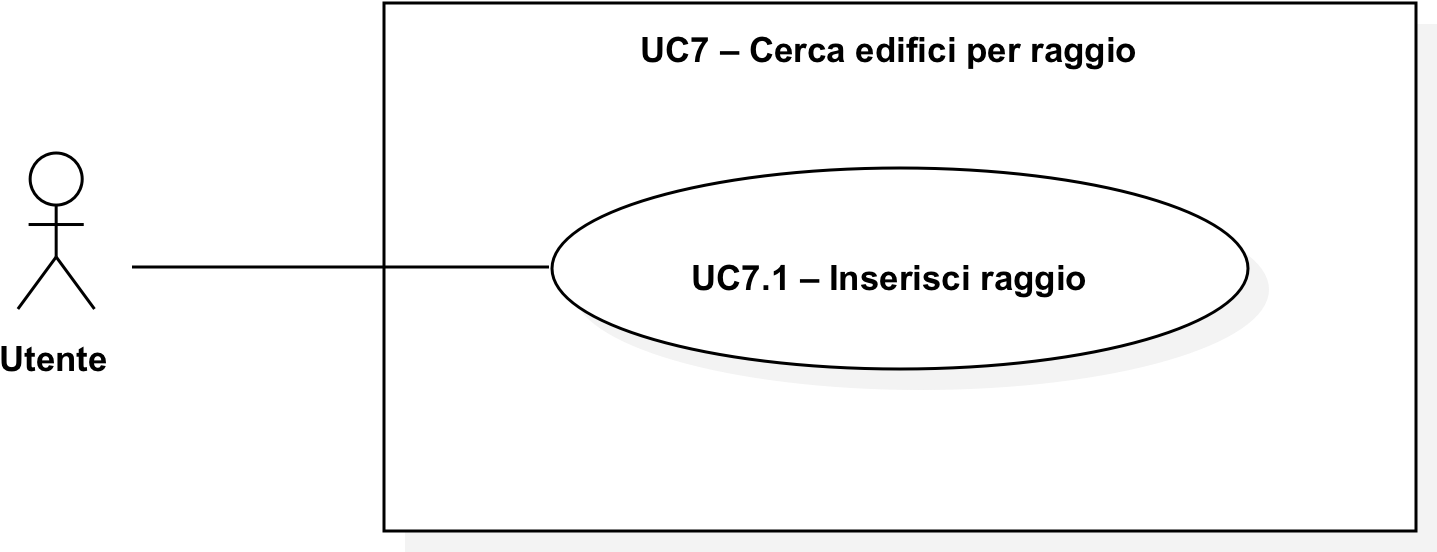 UC7 – Cerca edifici per raggio
UC7.1 – Inserisci raggio
Utente